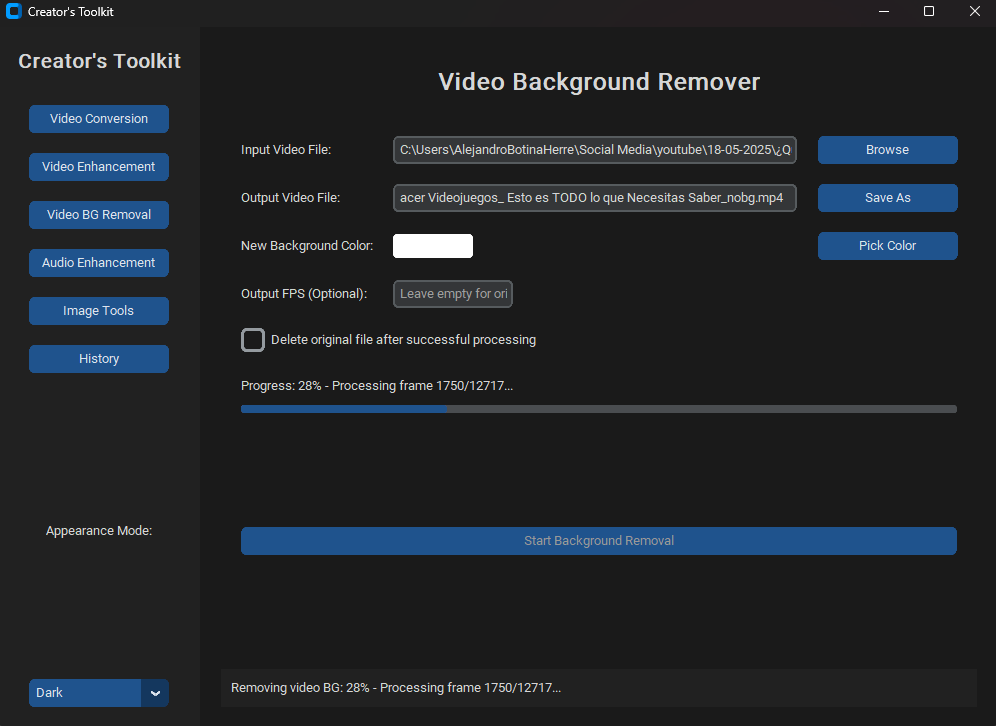 Creator's Toolkit
Creator's Toolkit
Video Conversion
Video Enhancement
Video BG Removal
Audio Enhancement
Image Tools
History
Appearance Mode:
Dark
Video Background Remover
Input Video File: C:\Users\AlejandroBotinaHerre\Social Media\youtube\18-05-2025\¿Q Browse
Output Video File: acer Videojuegos_ Esto es TODO lo que Necesitas Saber_nobg.mp4 Save As
New Background Color: Pick Color
Output FPS (Optional): Leave empty for ori
Delete original file after successful processing
Progress: 28% - Processing frame 1750/12717...
Start Background Removal
Removing video BG: 28% - Processing frame 1750/12717...